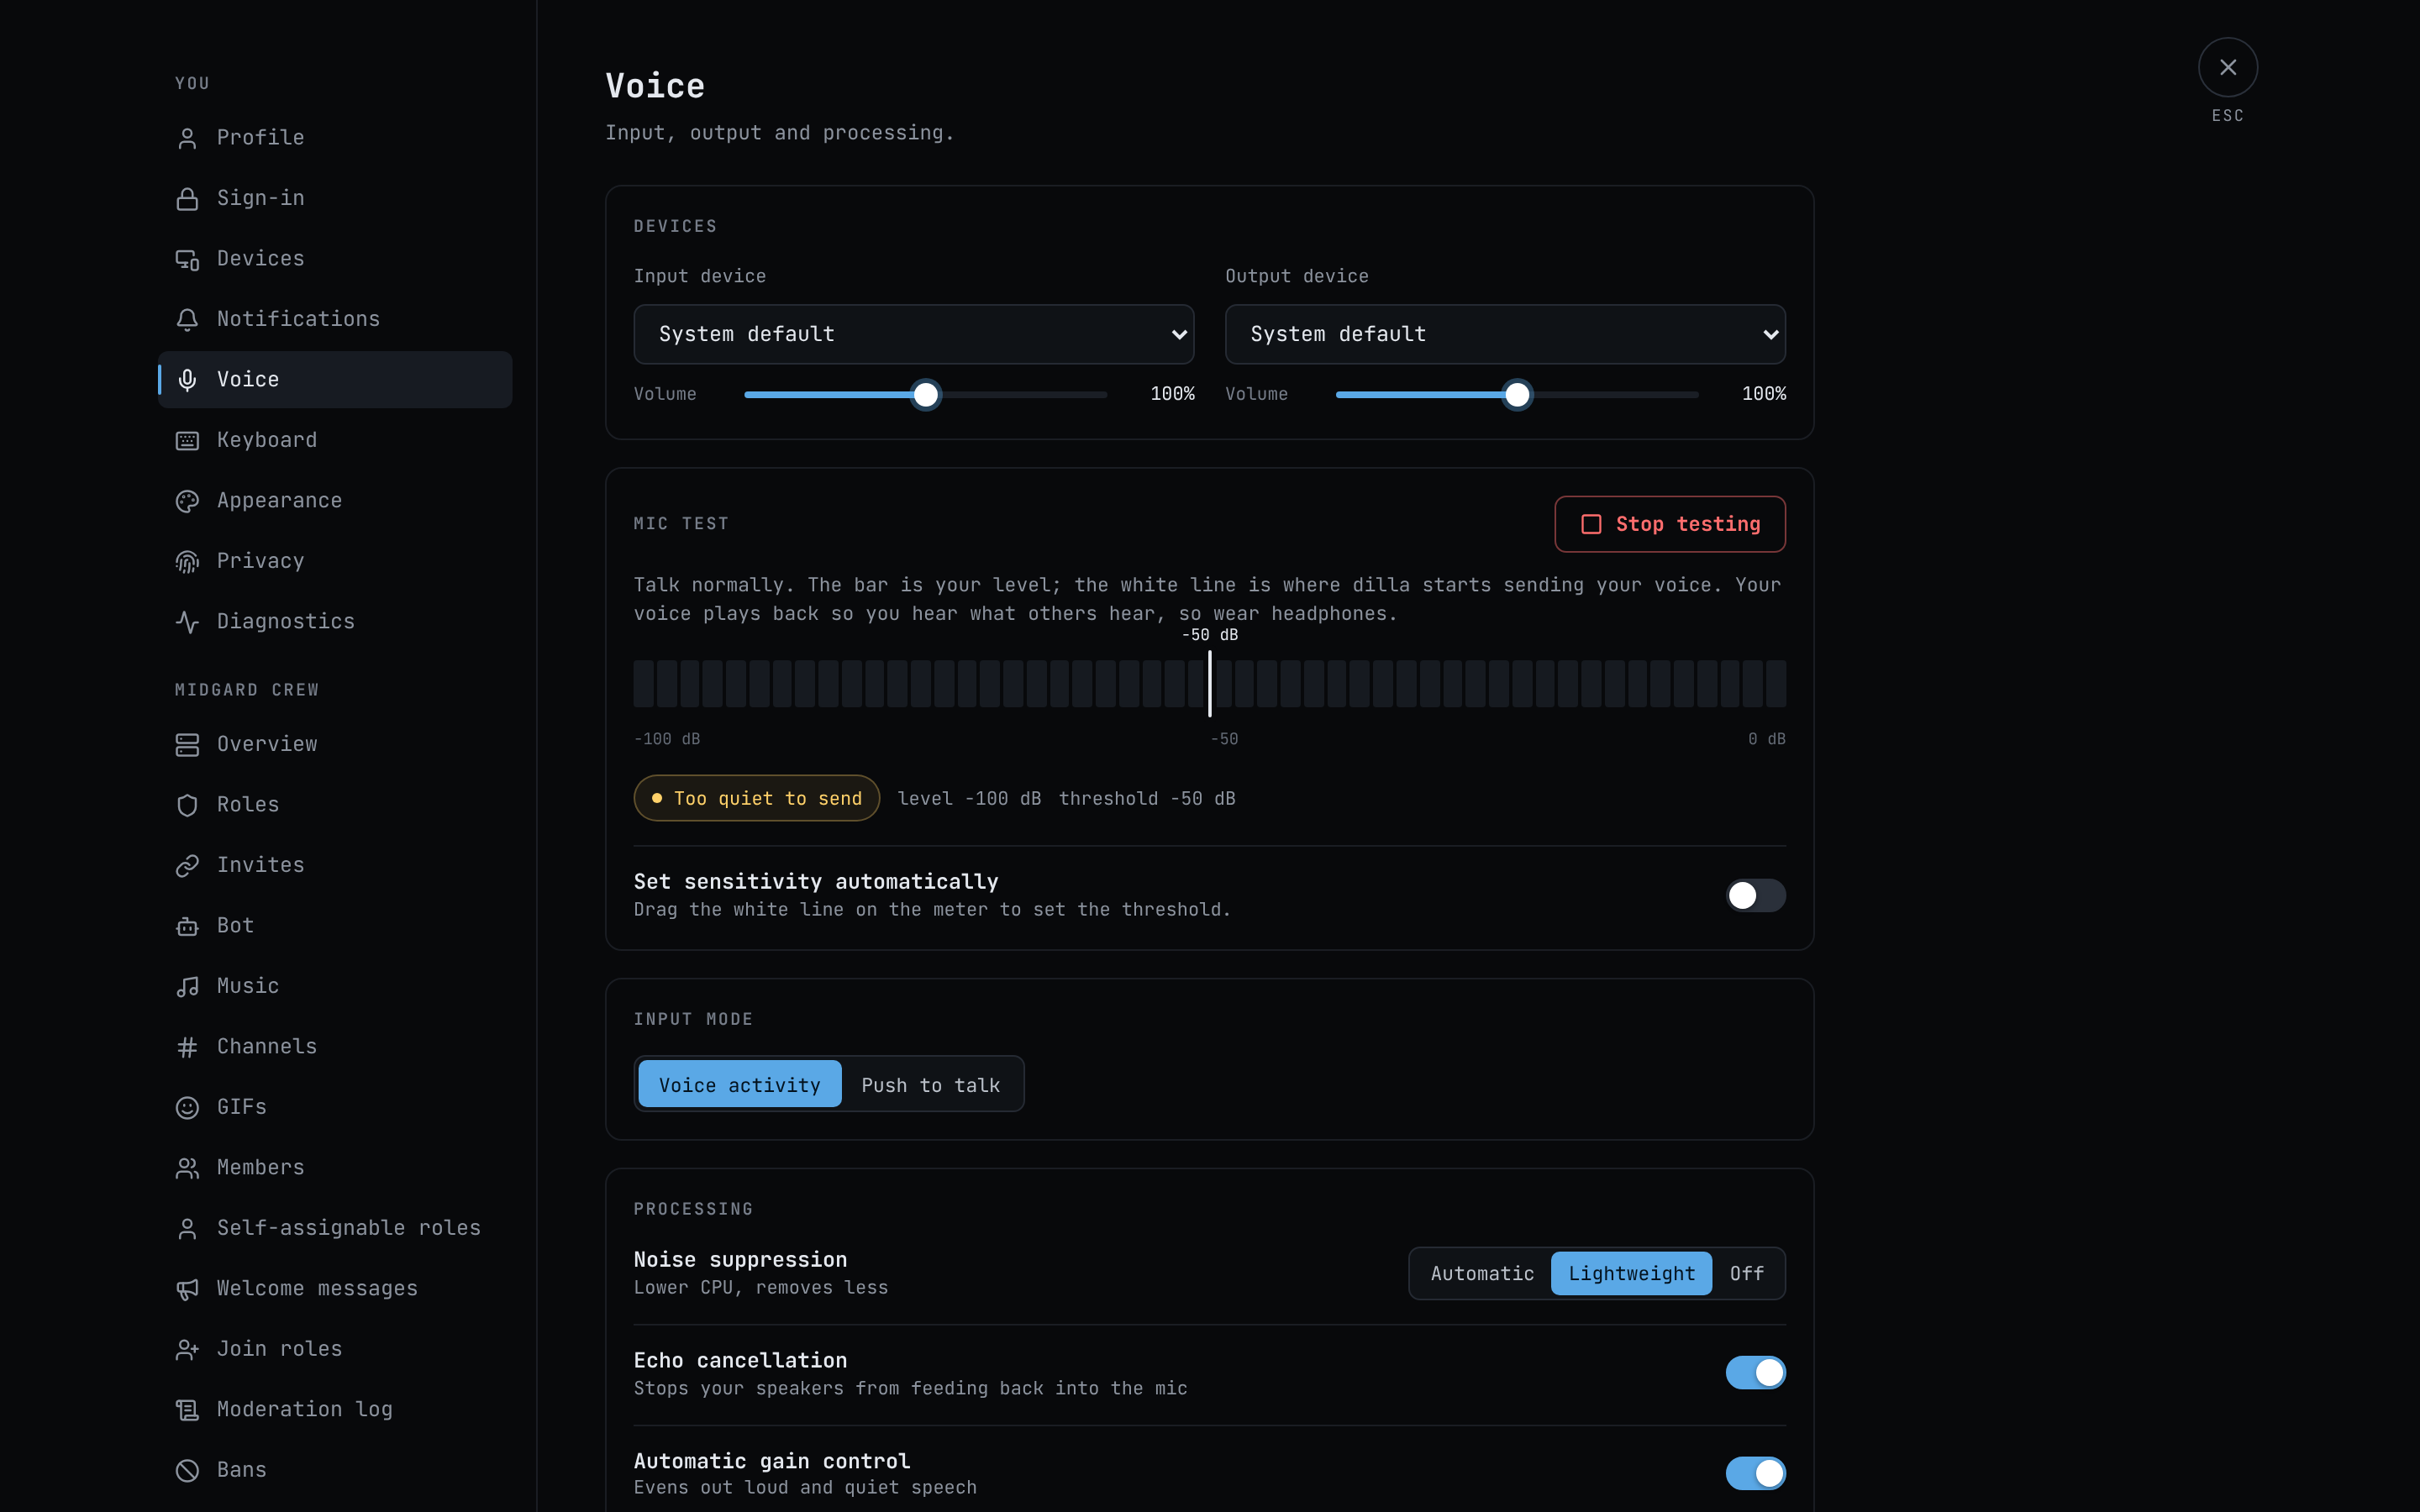 YOU
Profile
Sign-in
Devices
Notifications
Voice
Keyboard
Appearance
Privacy
Diagnostics
MIDGARD CREW
Overview
Roles
Invites
Bot
Music
Channels
GIFs
Members
Self-assignable roles
Welcome messages
Join roles
Moderation log
Bans
Voice
Input, output and processing.
ESC
DEVICES
Input device
System default
Volume 100%
Output device
System default
Volume 100%
MIC TEST
Stop testing
Talk normally. The bar is your level; the white line is where dilla starts sending your voice. Your
voice plays back so you hear what others hear, so wear headphones.
-50 dB
-100 dB -50 0 dB
Too quiet to send level -100 dB threshold -50 dB
Set sensitivity automatically
Drag the white line on the meter to set the threshold.
INPUT MODE
Voice activity Push to talk
PROCESSING
Noise suppression
Lower CPU, removes less
Automatic Lightweight Off
Echo cancellation
Stops your speakers from feeding back into the mic
Automatic gain control
Evens out loud and quiet speech